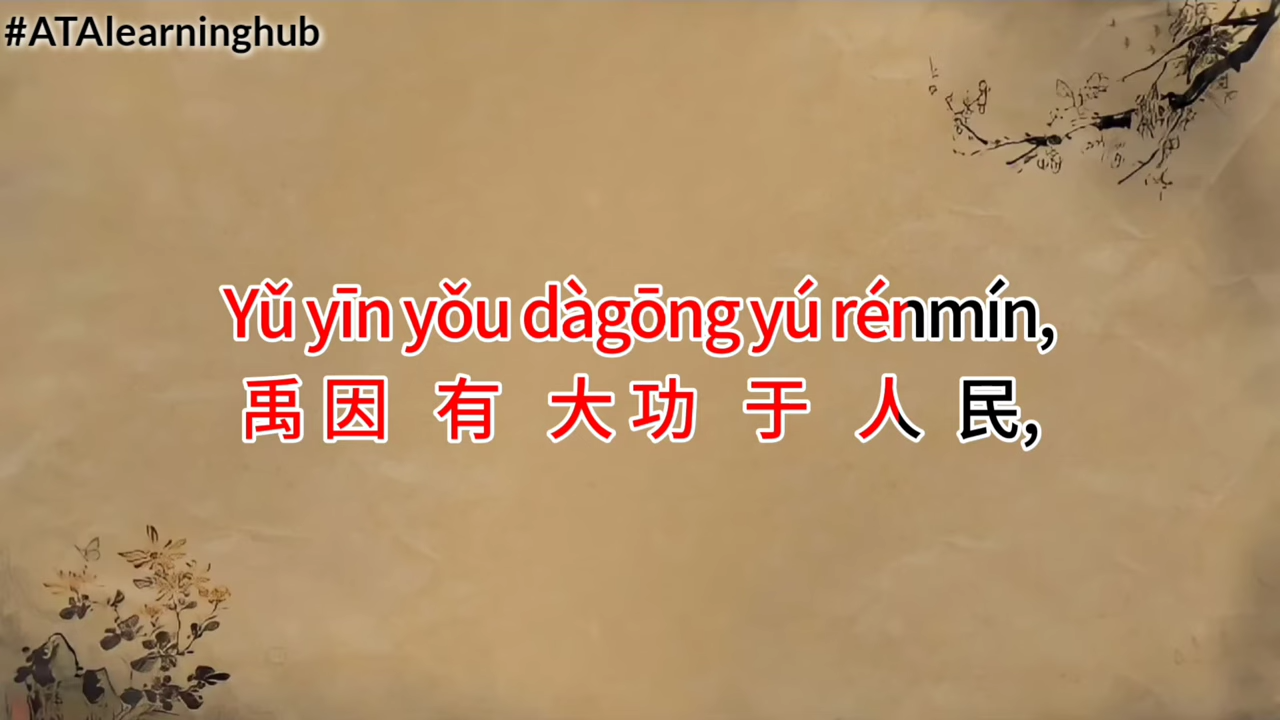 #ATAlearninghub
Yǔ yīn yǒu dàgōng yú rénmín,
禹因 有 大功 于 人 民,